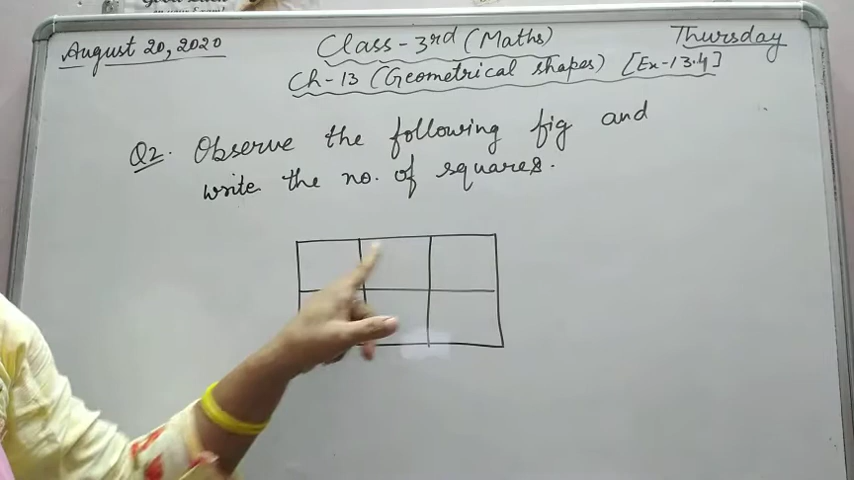 August 20, 2020
Class - 3rd (Maths)
Thursday
Ch - 13 (Geometrical shapes) [Ex - 13.4]
Q2. Observe the following fig and
write the no. of squares.